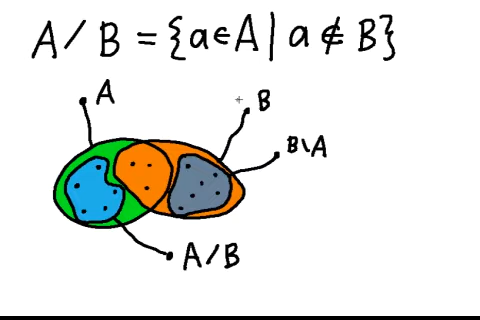 A/B = {a∈A| a∉B}
A
B
B\A
A/B